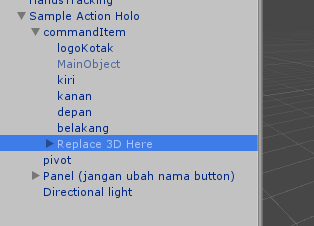 HandsTracking
Sample Action Holo
commandItem
logoKotak
MainObject
kiri
kanan
depan
belakang
Replace 3D Here
pivot
Panel (jangan ubah nama button)
Directional light